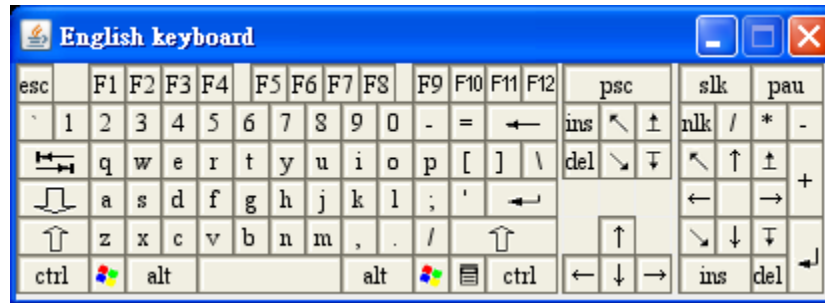 English keyboard
esc F1 F2 F3 F4 F5 F6 F7 F8 F9 F10 F11 F12 psc slk pau
` 1 2 3 4 5 6 7 8 9 0 - = ← ins ↖ ↥ nlk / * -
q w e r t y u i o p [ ] \ del ↘ ↧ ↖ ↑ ↥ +
a s d f g h j k l ; ' ↵ ← →
⇧ z x c v b n m , . / ⇧ ↑ ↘ ↓ ↧ ↵
ctrl alt alt ctrl ← ↓ → ins del